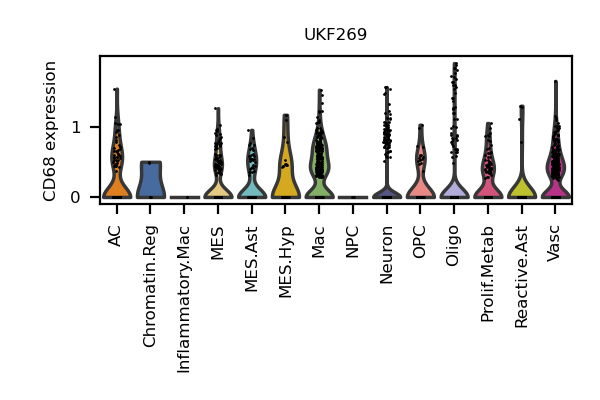 UKF269
CD68 expression
1
0
AC
Chromatin.Reg
Inflammatory.Mac
MES
MES.Ast
MES.Hyp
Mac
NPC
Neuron
OPC
Oligo
Prolif.Metab
Reactive.Ast
Vasc